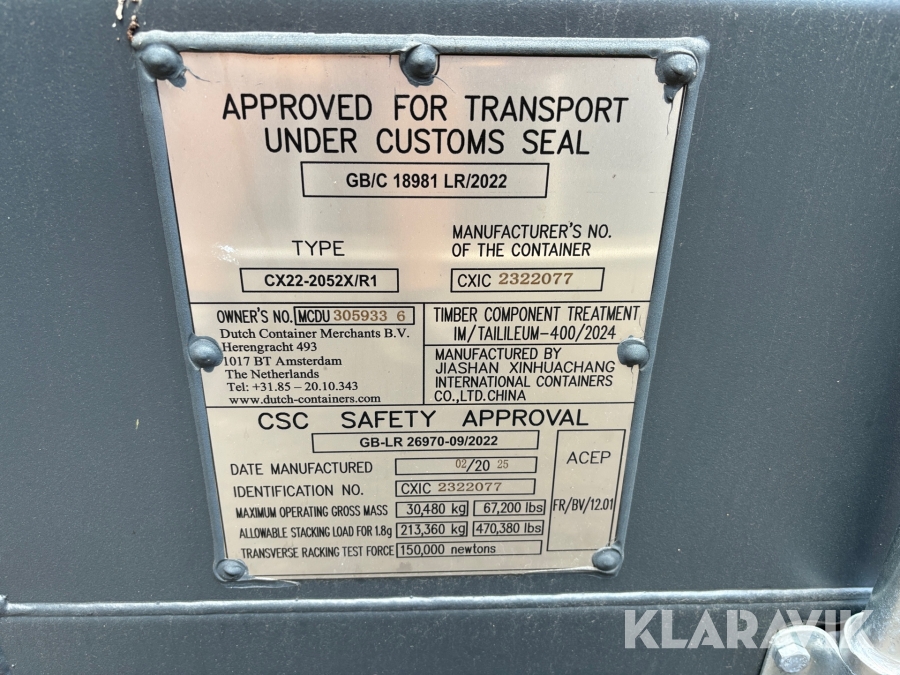 APPROVED FOR TRANSPORT
UNDER CUSTOMS SEAL
GB/C 18981 LR/2022
TYPE
CX22-2052X/R1
MANUFACTURER'S NO.
OF THE CONTAINER
CXIC 2322077
OWNER'S NO. MCDU 305933 6
Dutch Container Merchants B.V.
Herengracht 493
1017 BT Amsterdam
The Netherlands
Tel: +31.85 - 20.10.343
www.dutch-containers.com
TIMBER COMPONENT TREATMENT
IM/TAILILEUM-400/2024
MANUFACTURED BY
JIASHAN XINHUACHANG
INTERNATIONAL CONTAINERS
CO.,LTD.CHINA
CSC SAFETY APPROVAL
GB-LR 26970-09/2022
DATE MANUFACTURED 02/20 25
IDENTIFICATION NO. CXIC 2322077
MAXIMUM OPERATING GROSS MASS 30,480 kg 67,200 lbs
ALLOWABLE STACKING LOAD FOR 1.8g 213,360 kg 470,380 lbs
TRANSVERSE RACKING TEST FORCE 150,000 newtons
ACEP
FR/BV/12.01
KLARAVIK